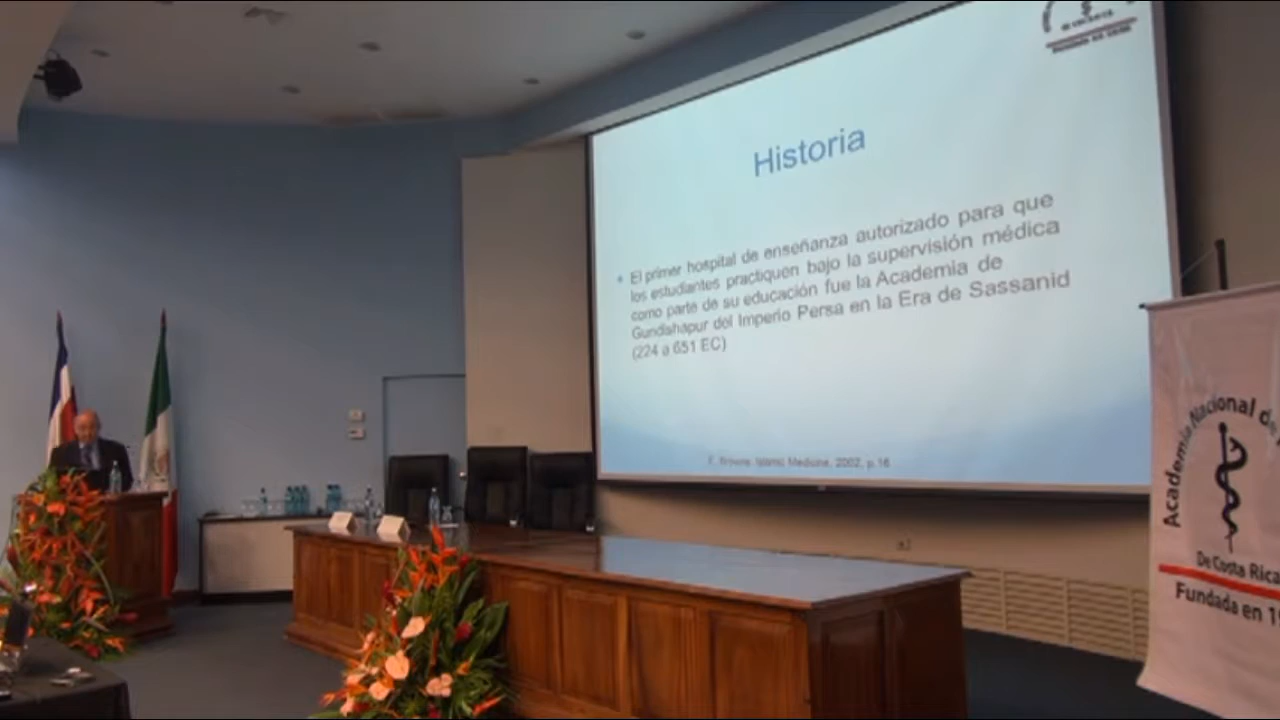 Historia
El primer hospital de enseñanza autorizado para que
los estudiantes practiquen bajo la supervisión médica
como parte de su educación fue la Academia de
Gundishapur del Imperio Persa en la Era de Sassanid
(224 a 651 EC)
E. Browne, Islamic Medicine, 2002, p.16
Academia Nacional de
De Costa Rica
Fundada en 19